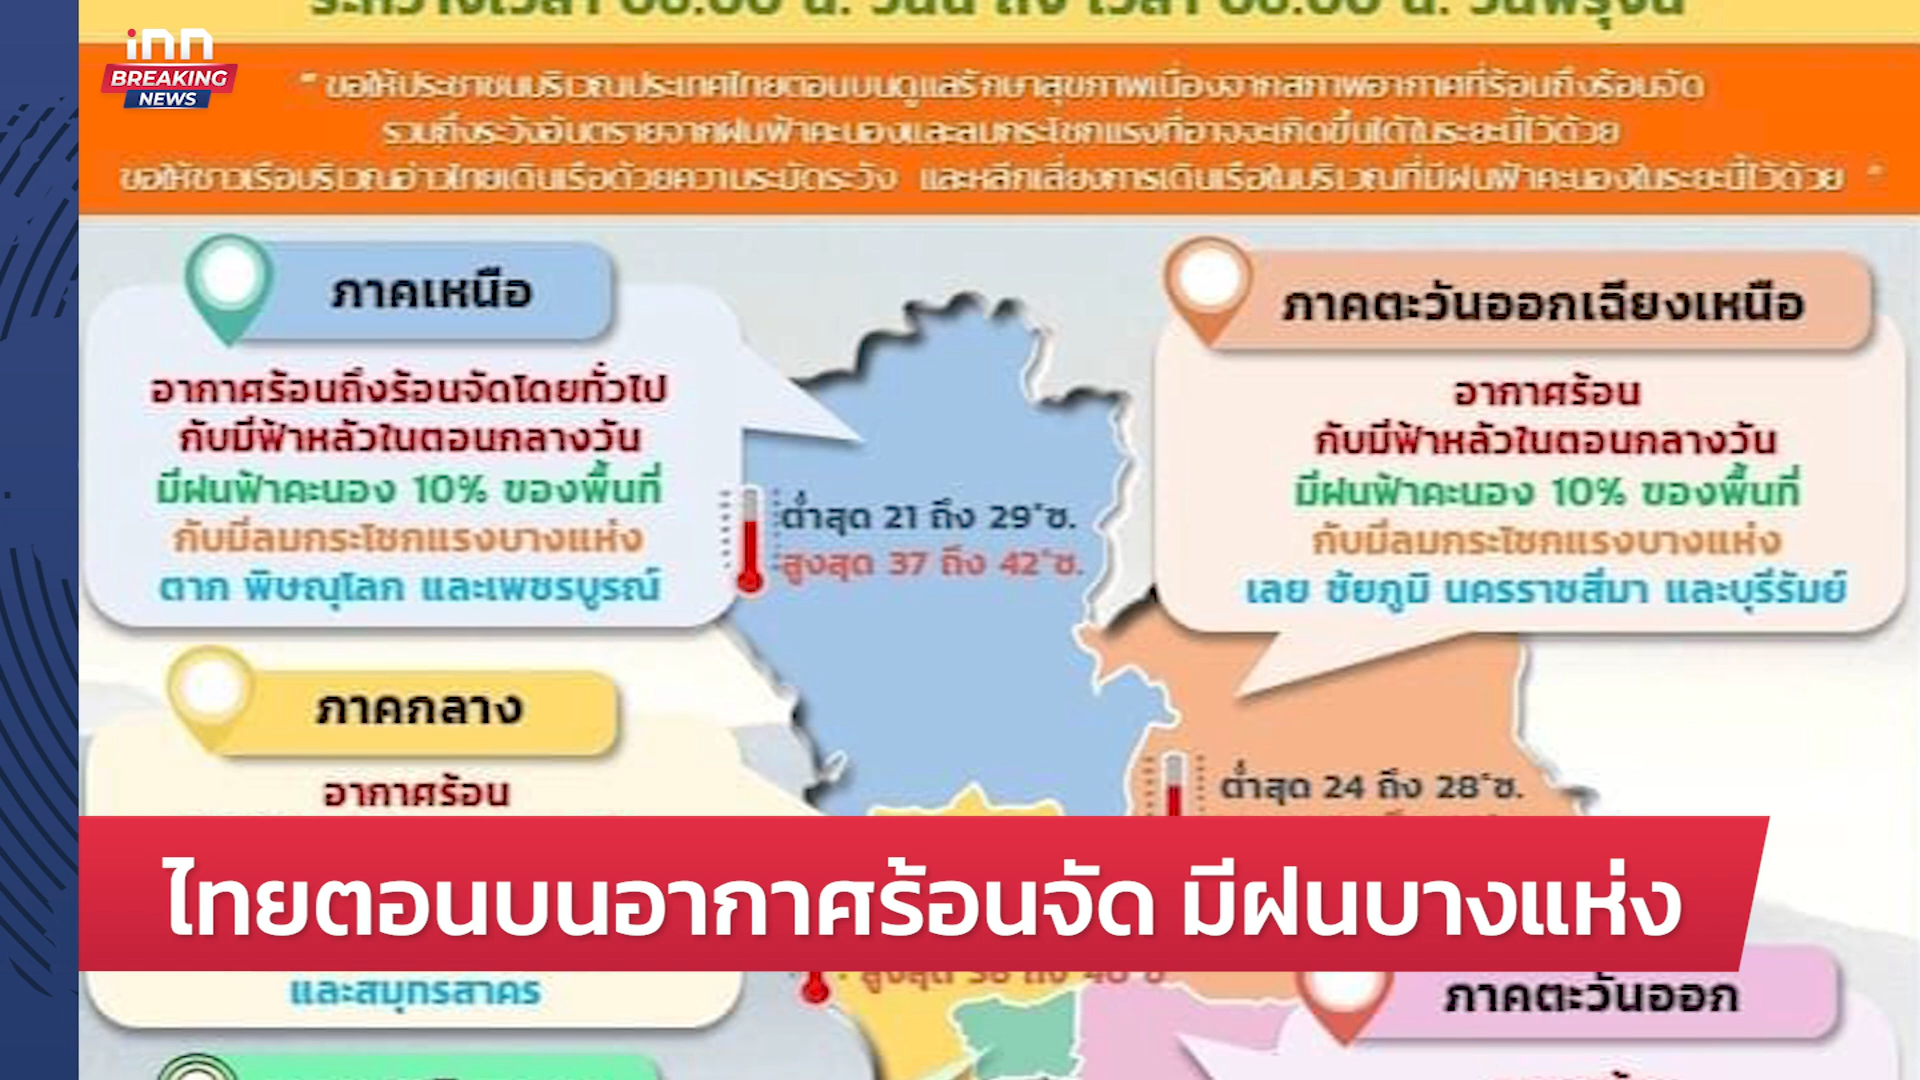 inn
BREAKING
NEWS
" ขอให้ประชาชนบริเวณประเทศไทยตอนบนดูแลรักษาสุขภาพเนื่องจากสภาพอากาศที่ร้อนถึงร้อนจัด
รวมถึงระวังอันตรายจากฝนฟ้าคะนองและลมกระโชกแรงที่อาจจะเกิดขึ้นได้ในระยะนี้ไว้ด้วย
ขอให้ชาวเรือบริเวณอ่าวไทยเดินเรือด้วยความระมัดระวัง และหลีกเลี่ยงการเดินเรือในบริเวณที่มีฝนฟ้าคะนองในระยะนี้ไว้ด้วย "
ภาคเหนือ
อากาศร้อนถึงร้อนจัดโดยทั่วไป
กับมีฟ้าหลัวในตอนกลางวัน
มีฝนฟ้าคะนอง 10% ของพื้นที่
กับมีลมกระโชกแรงบางแห่ง
ตาก พิษณุโลก และเพชรบูรณ์
ต่ำสุด 21 ถึง 29°ซ.
สูงสุด 37 ถึง 42°ซ.
ภาคตะวันออกเฉียงเหนือ
อากาศร้อน
กับมีฟ้าหลัวในตอนกลางวัน
มีฝนฟ้าคะนอง 10% ของพื้นที่
กับมีลมกระโชกแรงบางแห่ง
เลย ชัยภูมิ นครราชสีมา และบุรีรัมย์
ต่ำสุด 24 ถึง 28°ซ.
ภาคกลาง
อากาศร้อน
ไทยตอนบนอากาศร้อนจัด มีฝนบางแห่ง
และสมุทรสาคร
ภาคตะวันออก